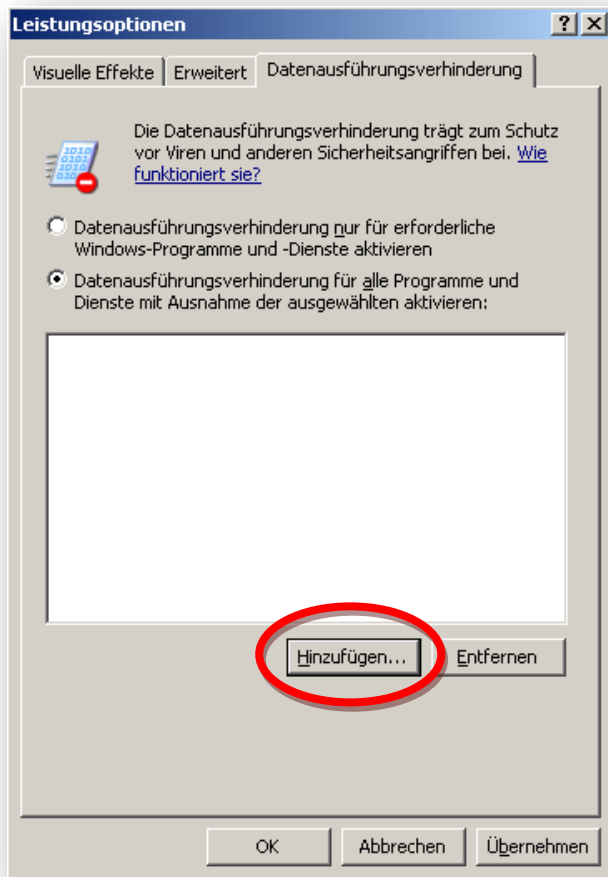 Leistungsoptionen
Visuelle Effekte Erweitert Datenausführungsverhinderung
Die Datenausführungsverhinderung trägt zum Schutz
vor Viren und anderen Sicherheitsangriffen bei. Wie
funktioniert sie?
Datenausführungsverhinderung nur für erforderliche
Windows-Programme und -Dienste aktivieren
Datenausführungsverhinderung für alle Programme und
Dienste mit Ausnahme der ausgewählten aktivieren:
Hinzufügen... Entfernen
OK Abbrechen Übernehmen